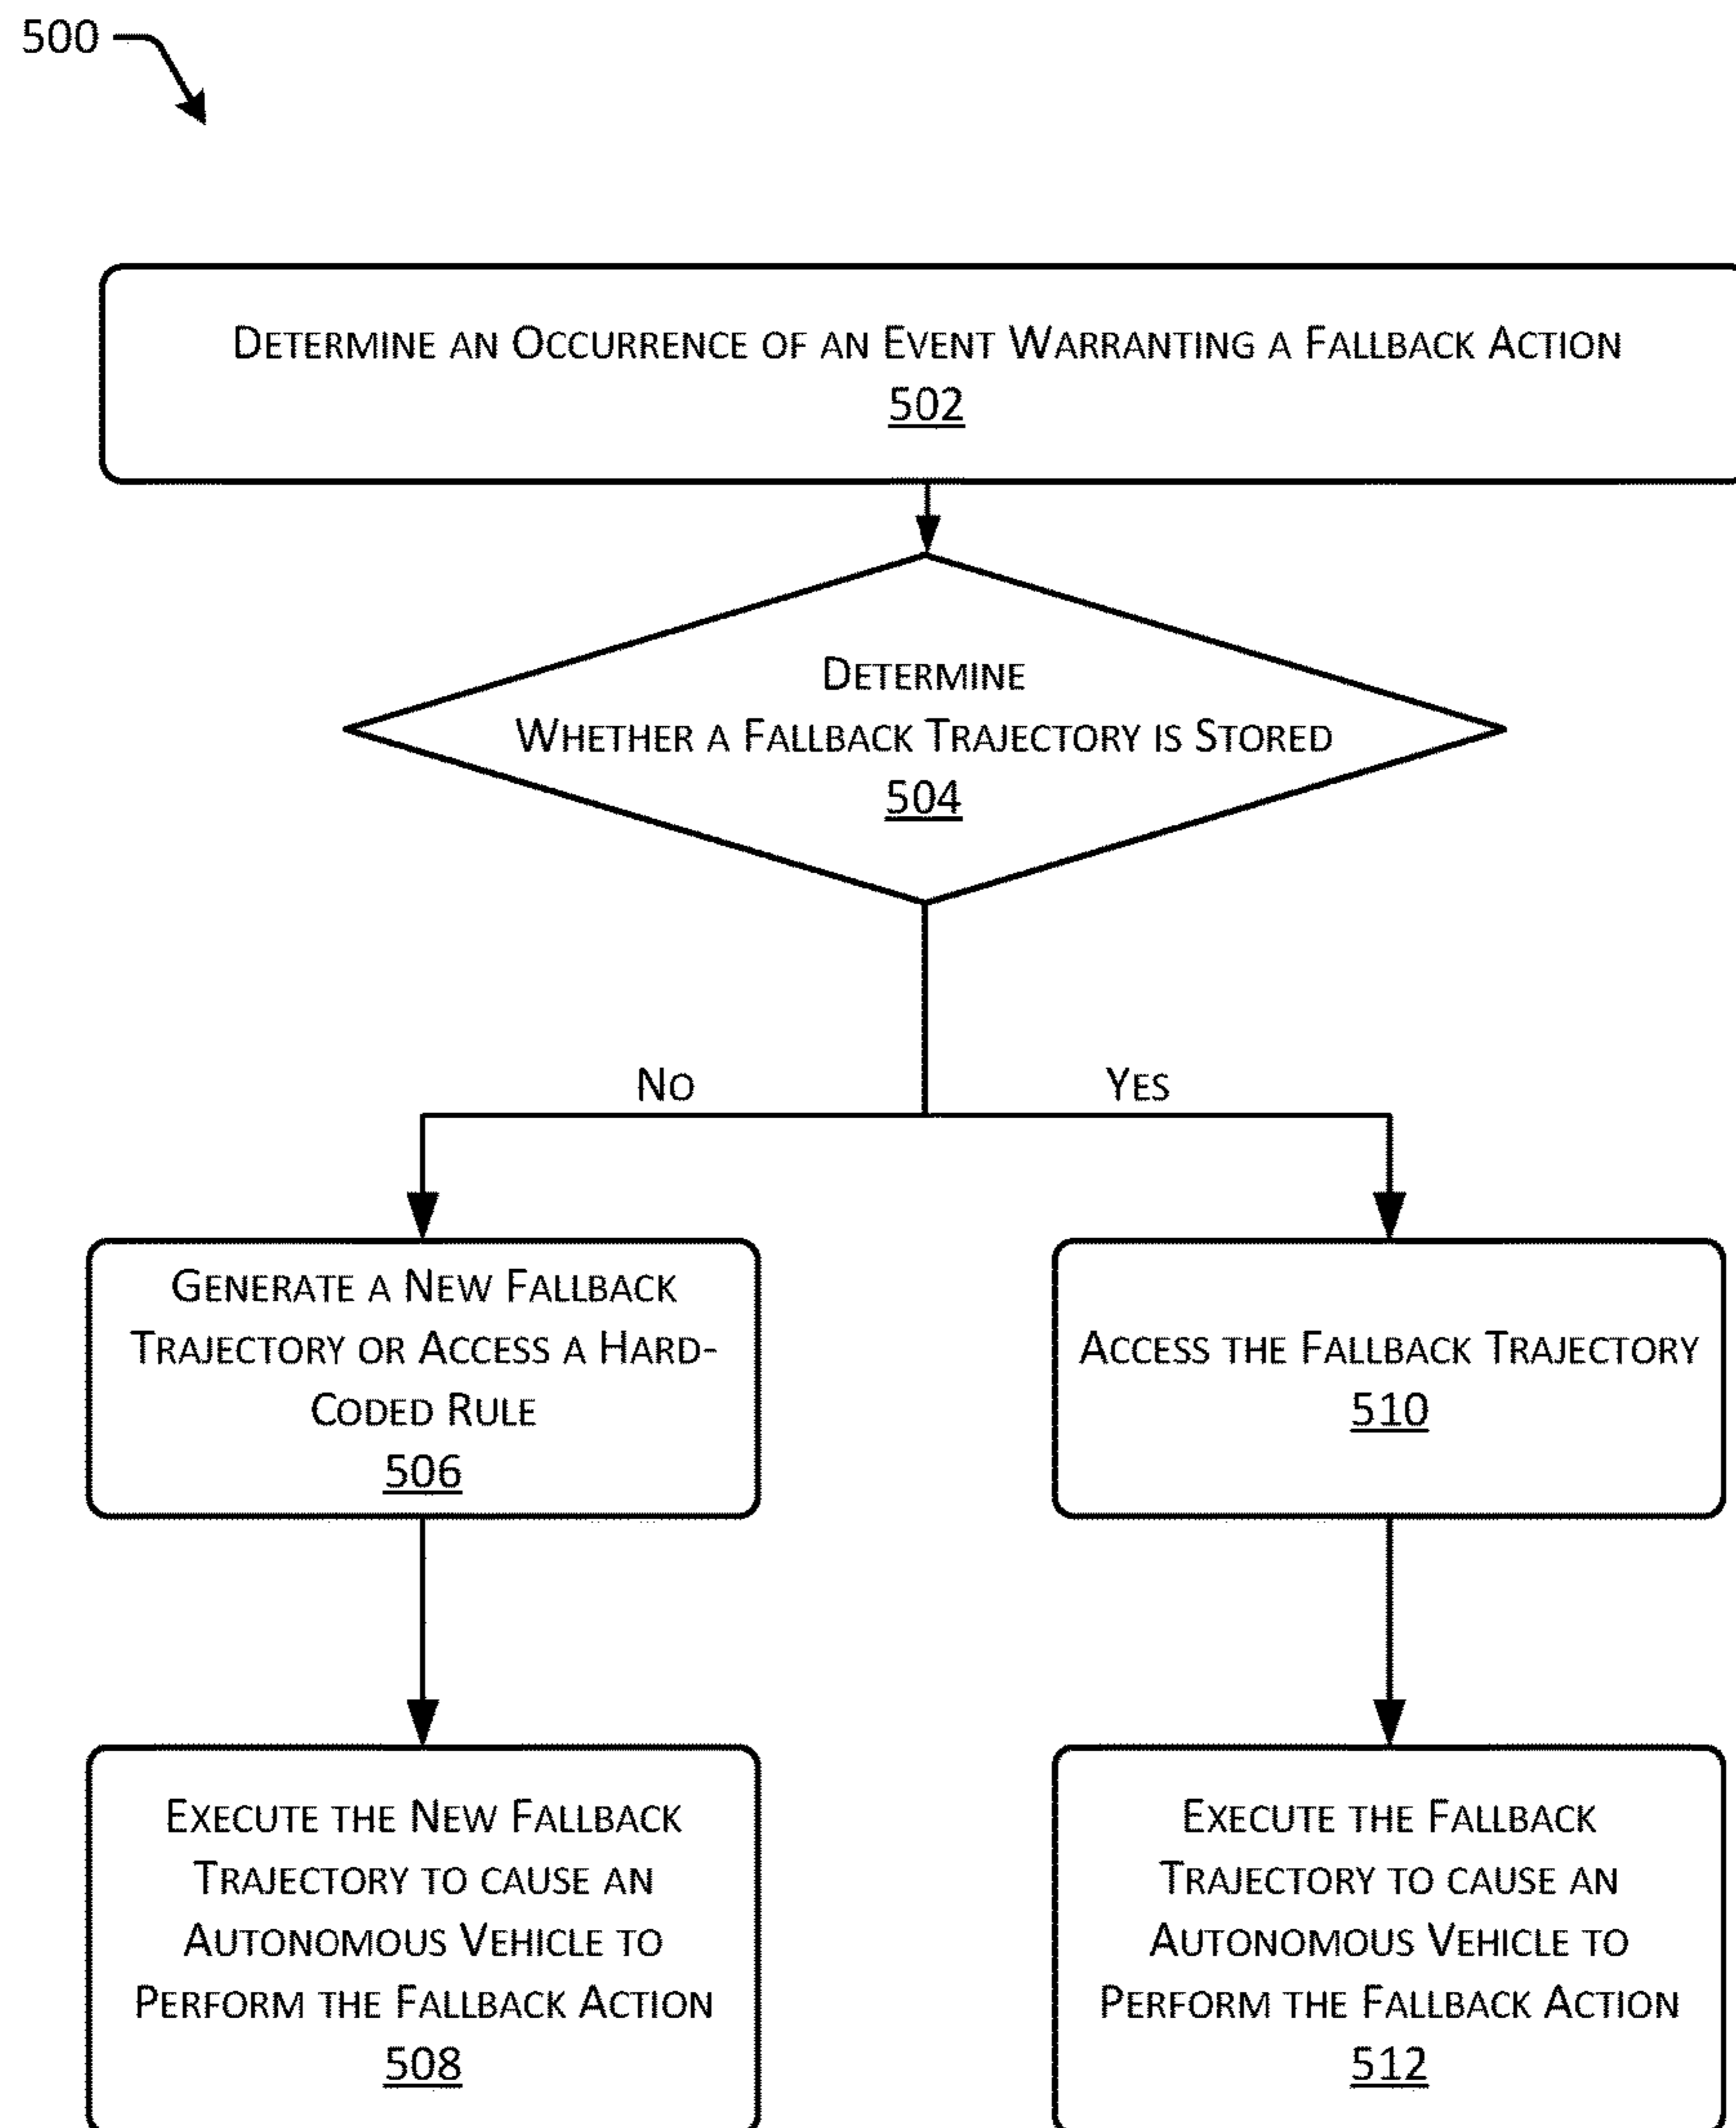 500
DETERMINE AN OCCURRENCE OF AN EVENT WARRANTING A FALLBACK ACTION
502
DETERMINE
WHETHER A FALLBACK TRAJECTORY IS STORED
504
NO
YES
GENERATE A NEW FALLBACK
TRAJECTORY OR ACCESS A HARD-
CODED RULE
506
ACCESS THE FALLBACK TRAJECTORY
510
EXECUTE THE NEW FALLBACK
TRAJECTORY TO CAUSE AN
AUTONOMOUS VEHICLE TO
PERFORM THE FALLBACK ACTION
508
EXECUTE THE FALLBACK
TRAJECTORY TO CAUSE AN
AUTONOMOUS VEHICLE TO
PERFORM THE FALLBACK ACTION
512